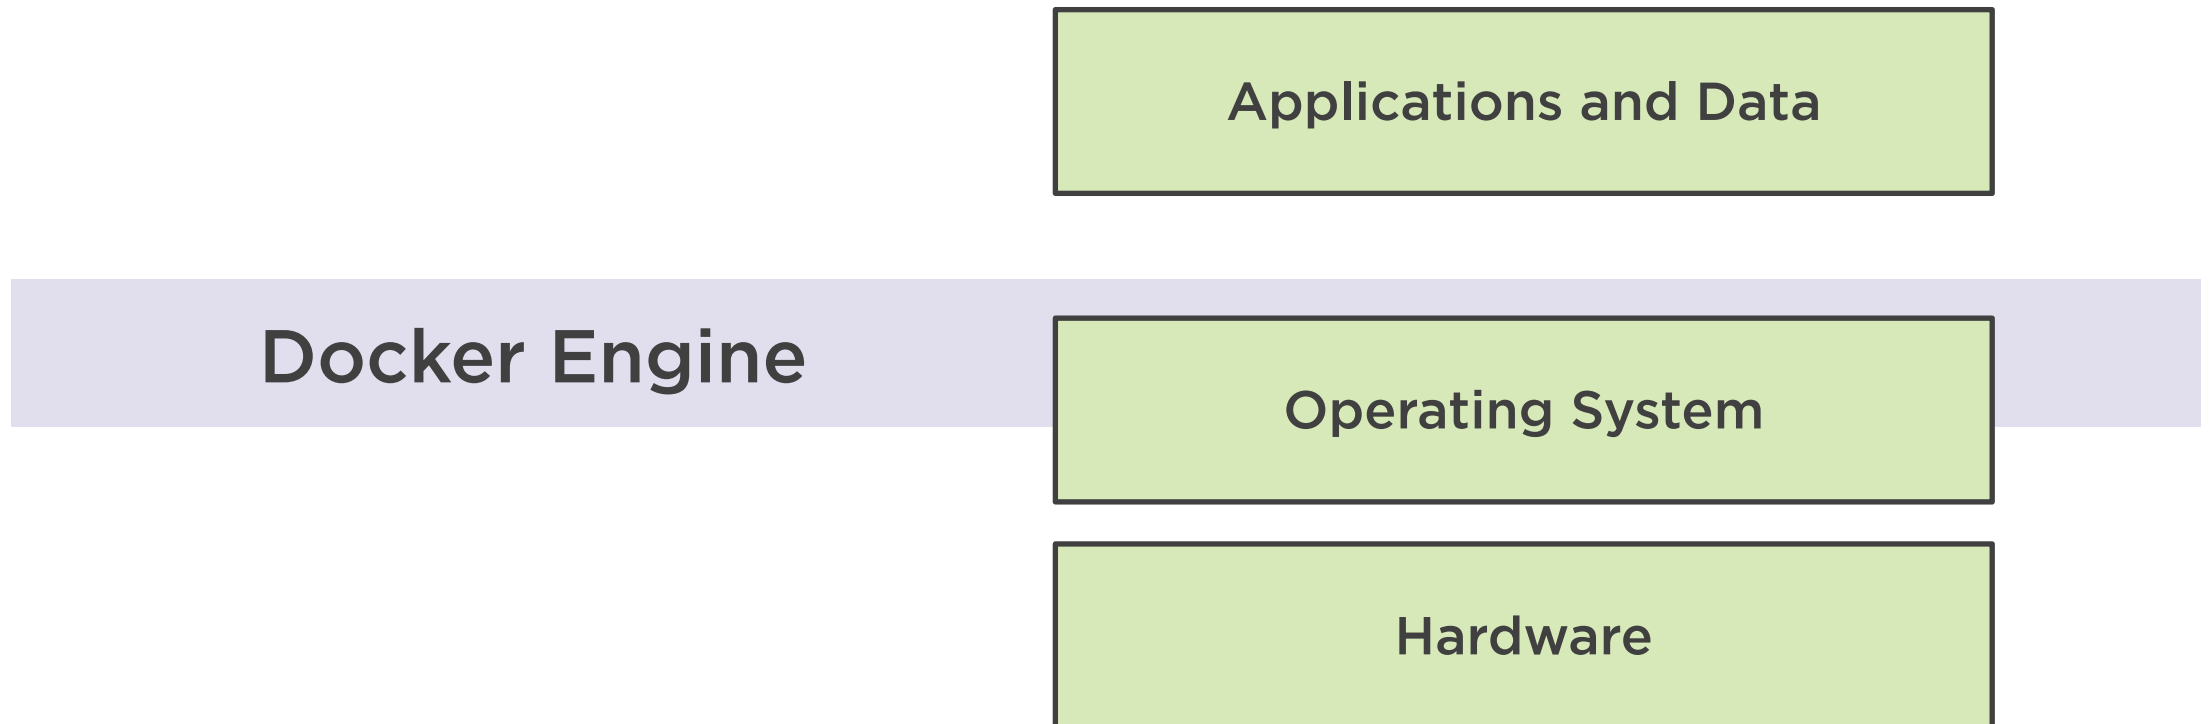 Applications and Data
Docker Engine
Operating System
Hardware